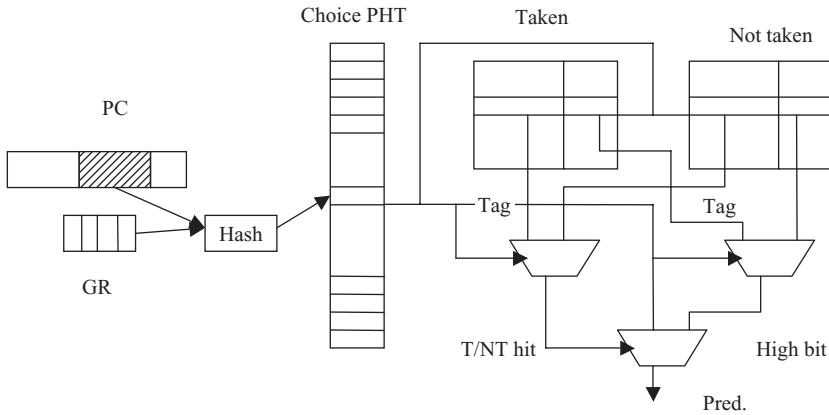 Choice PHT
Taken
Not taken
PC
Tag
Tag
Hash
GR
T/NT hit
High bit
Pred.